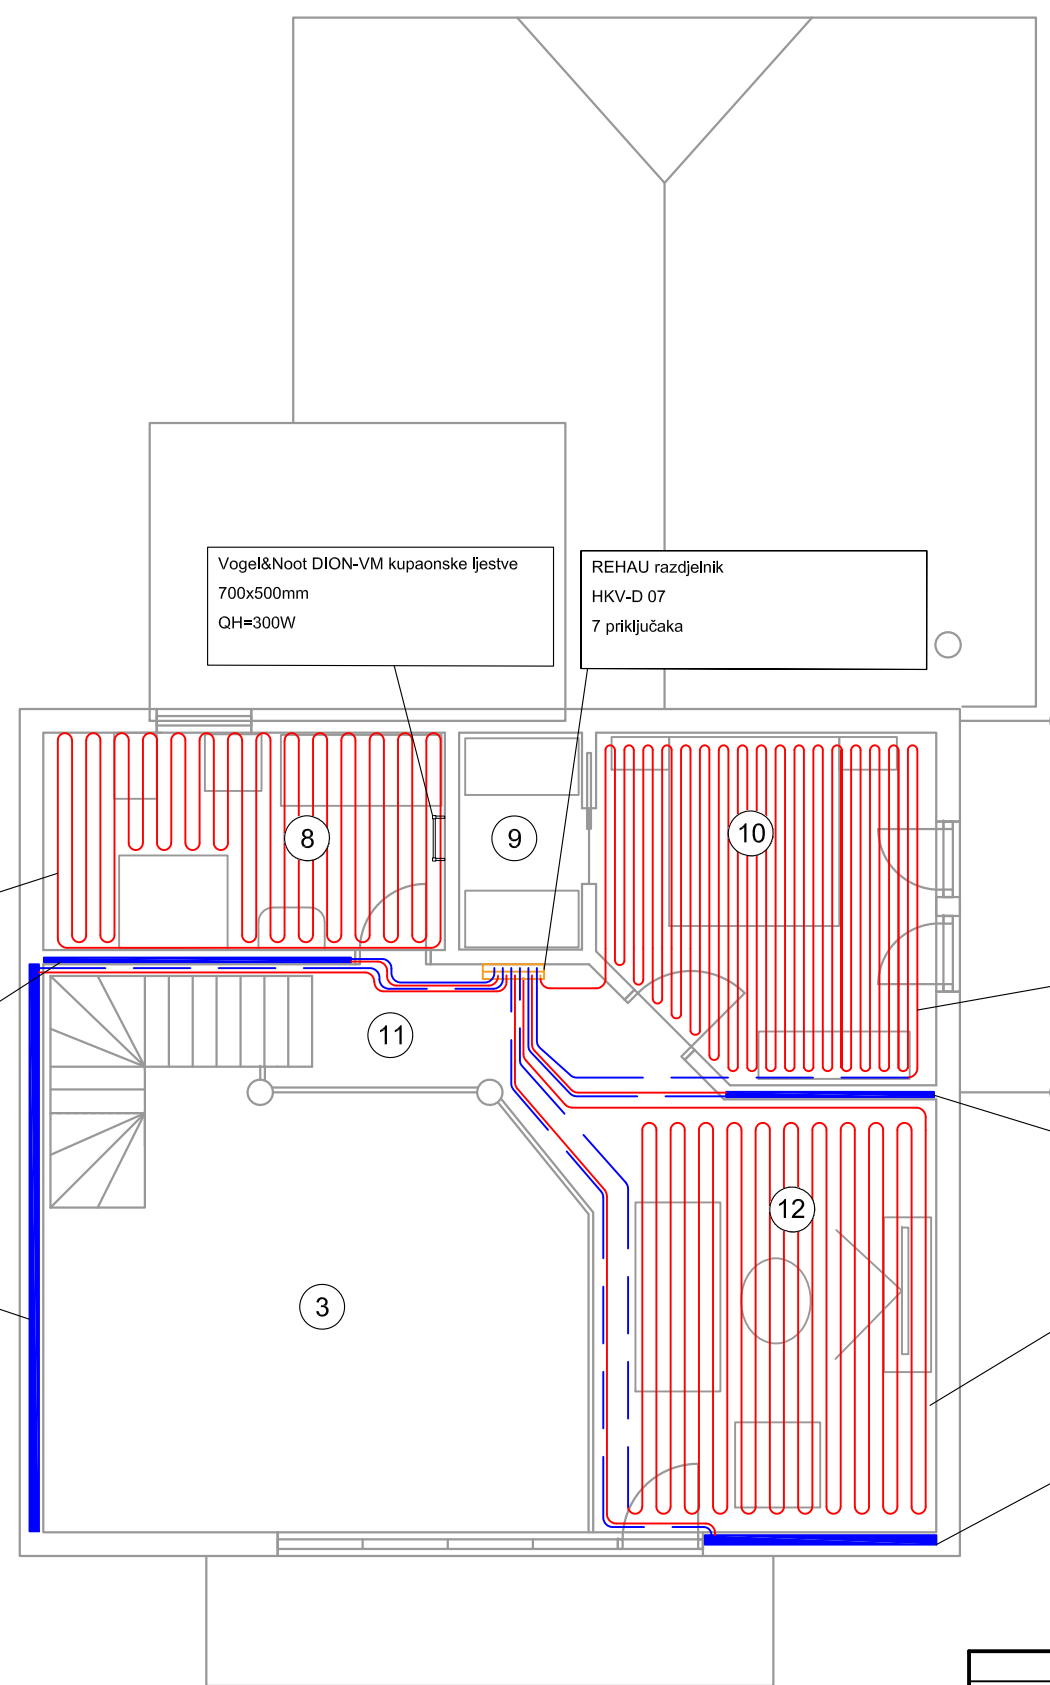 Vogel&Noot DION-VM kupaonske ljestve
700x500mm
QH=300W
REHAU razdjelnik
HKV-D 07
7 priključaka
8
9
10
11
12
3